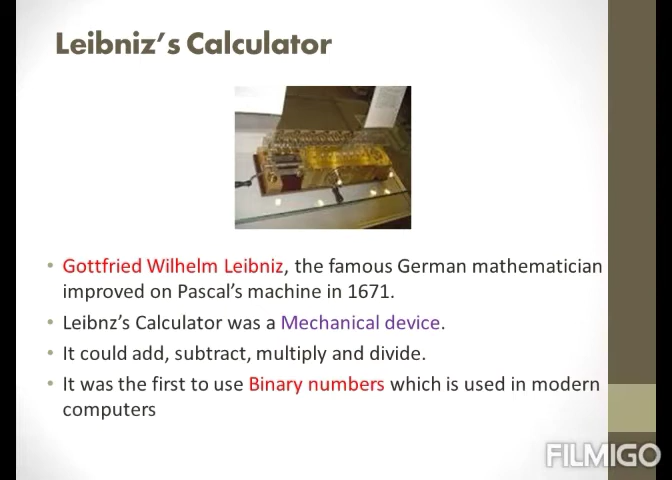 Leibniz's Calculator
• Gottfried Wilhelm Leibniz, the famous German mathematician
improved on Pascal's machine in 1671.
• Leibnz's Calculator was a Mechanical device.
• It could add, subtract, multiply and divide.
• It was the first to use Binary numbers which is used in modern
computers
FILMIGO